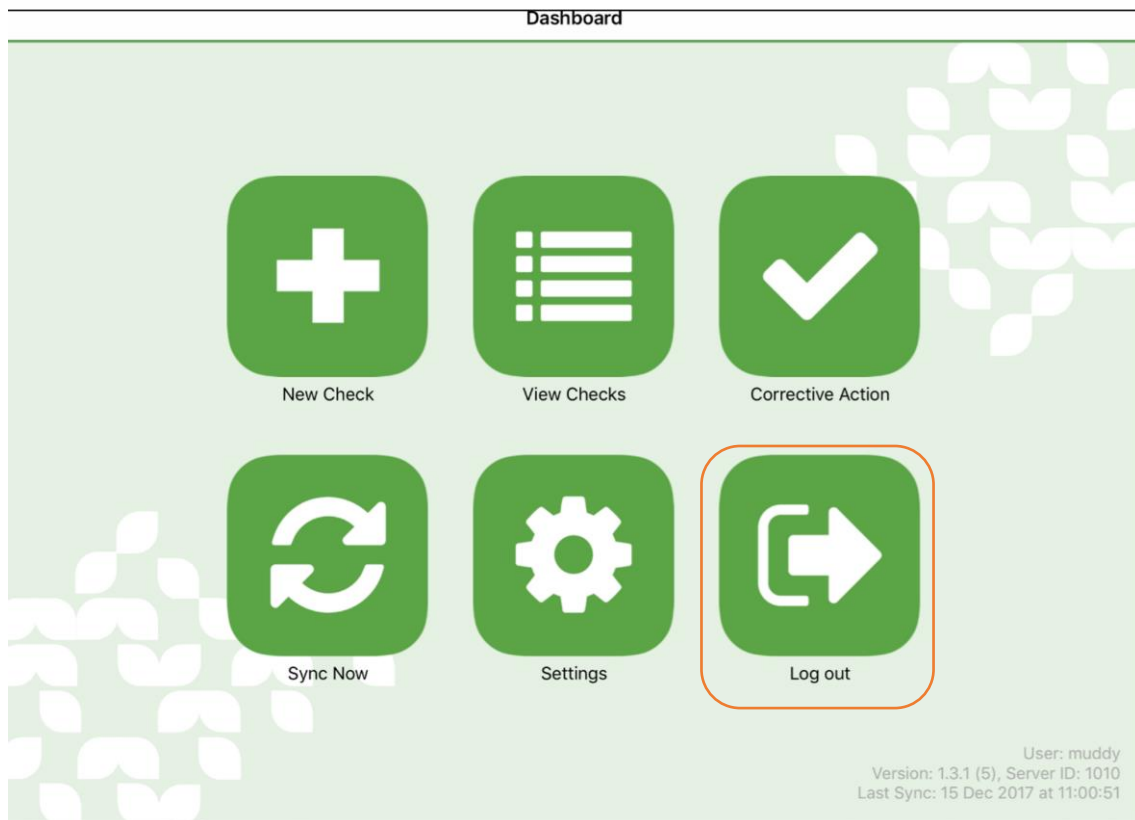 Dashboard
New Check
View Checks
Corrective Action
Sync Now
Settings
Log out
User: muddy
Version: 1.3.1 (5), Server ID: 1010
Last Sync: 15 Dec 2017 at 11:00:51